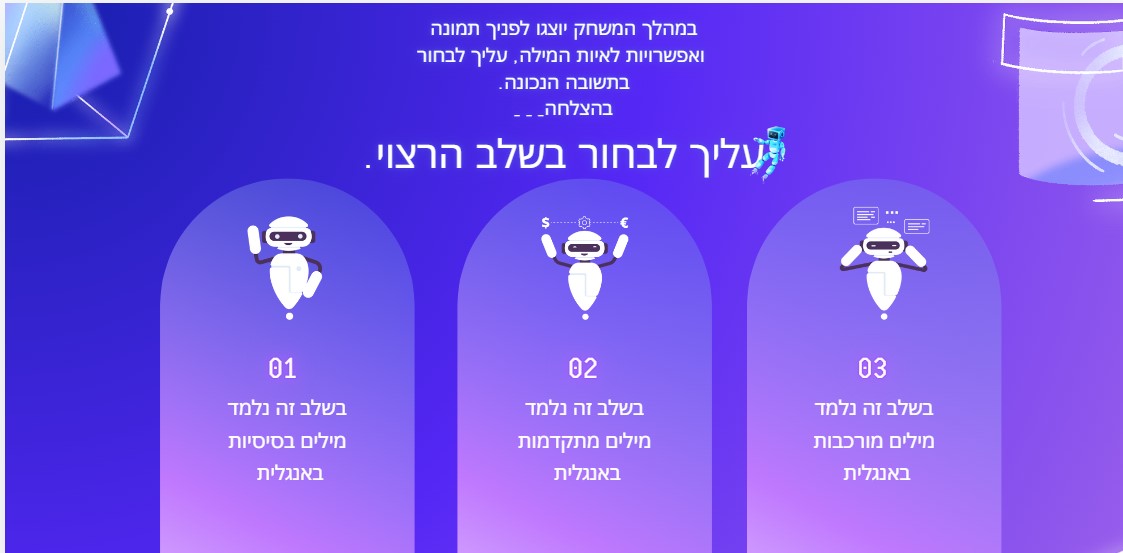 במהלך המשחק יוצגו לפניך תמונה
ואפשרויות לאיות המילה, עליך לבחור
בתשובה הנכונה.
בהצלחה_ _ _
עליך לבחור בשלב הרצוי.
$ €
01
בשלב זה נלמד
מילים בסיסיות
באנגלית
02
בשלב זה נלמד
מילים מתקדמות
באנגלית
03
בשלב זה נלמד
מילים מורכבות
באנגלית